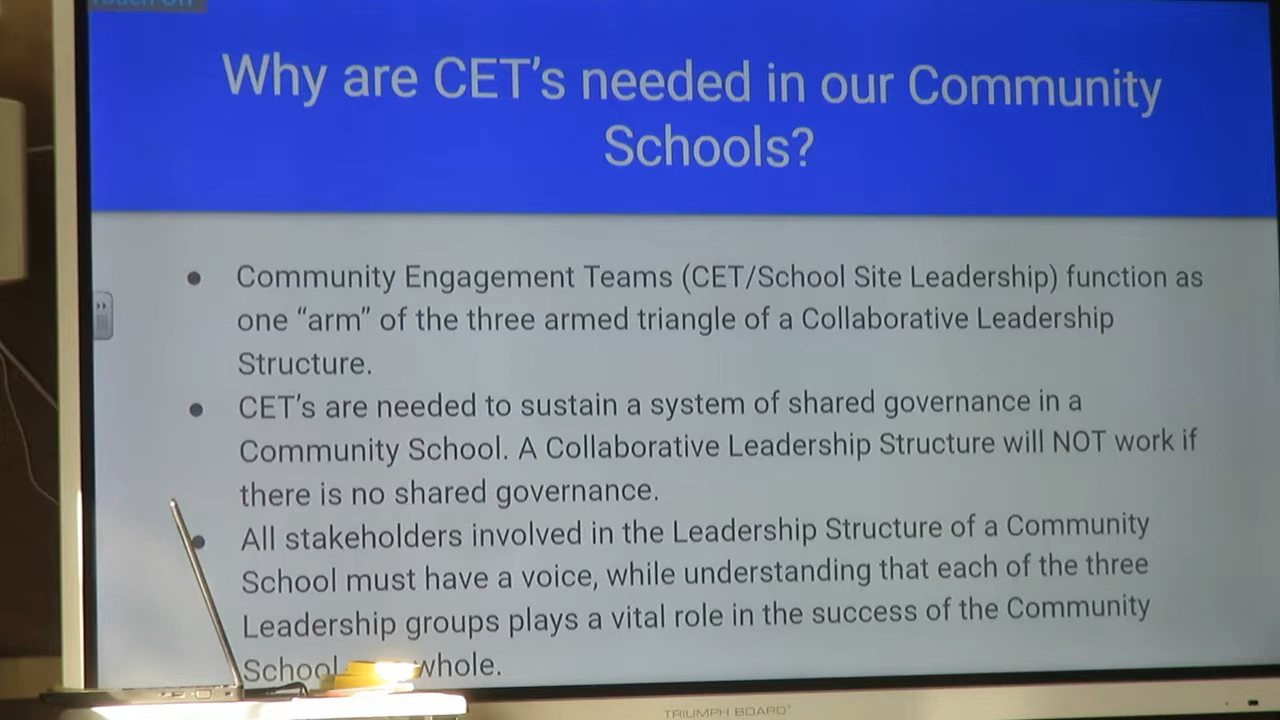 Why are CET's needed in our Community
Schools?
Community Engagement Teams (CET/School Site Leadership) function as
one “arm” of the three armed triangle of a Collaborative Leadership
Structure.
CET's are needed to sustain a system of shared governance in a
Community School. A Collaborative Leadership Structure will NOT work if
there is no shared governance.
All stakeholders involved in the Leadership Structure of a Community
School must have a voice, while understanding that each of the three
Leadership groups plays a vital role in the success of the Community
School whole.
TRIUMPH BOARD